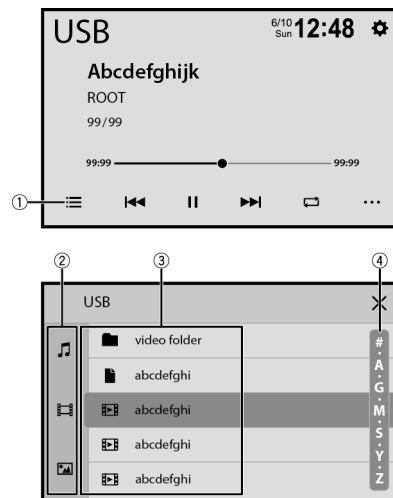 USB
6/10
Sun 12:48
Abcdefghijk
ROOT
99/99
99:99 99:99
①
② ③ ④
USB
video folder
abcdefghi
abcdefghi
abcdefghi
abcdefghi
#
A
G
M
S
Y
Z